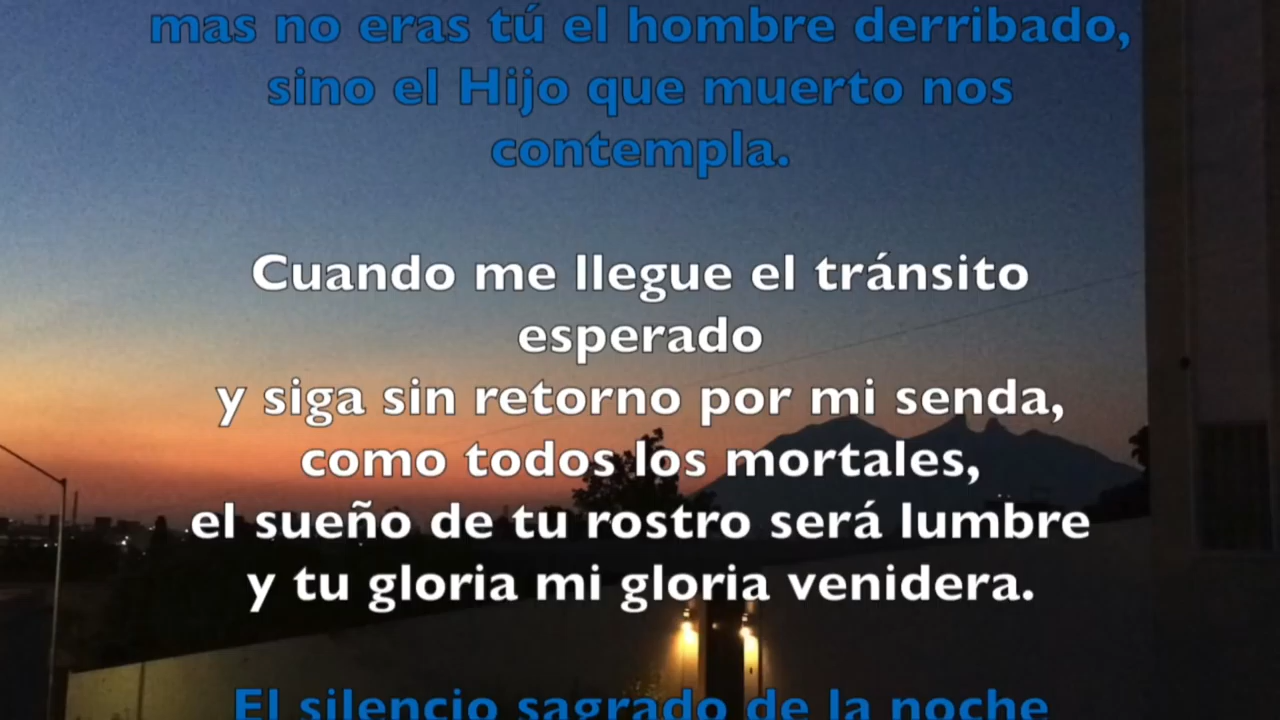 mas no eras tú el hombre derribado,
sino el Hijo que muerto nos
contempla.
Cuando me llegue el tránsito
esperado
y siga sin retorno por mi senda,
como todos los mortales,
el sueño de tu rostro será lumbre
y tu gloria mi gloria venidera.
El silencio sagrado de la noche